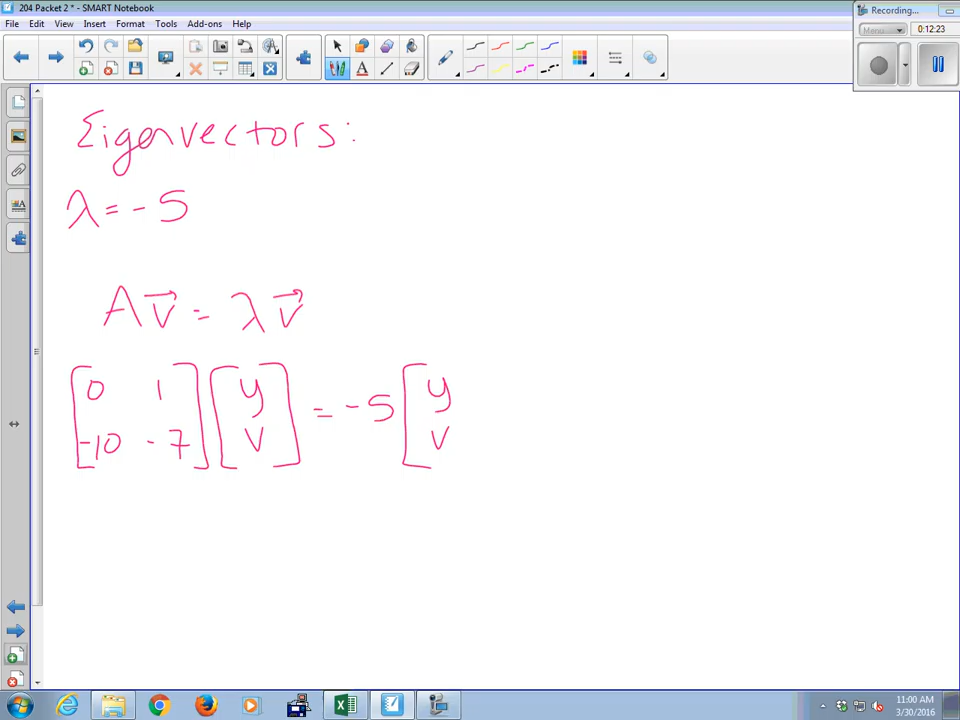 204 Packet 2 * - SMART Notebook
Recording...
File Edit View Insert Format Tools Add-ons Help
Menu
0:12:23
Eigenvectors:
λ = -5
A v⃗ = λ v⃗
[0 1] [y] = -5 [y
[-10 -7] [v] v
11:00 AM
3/30/2016